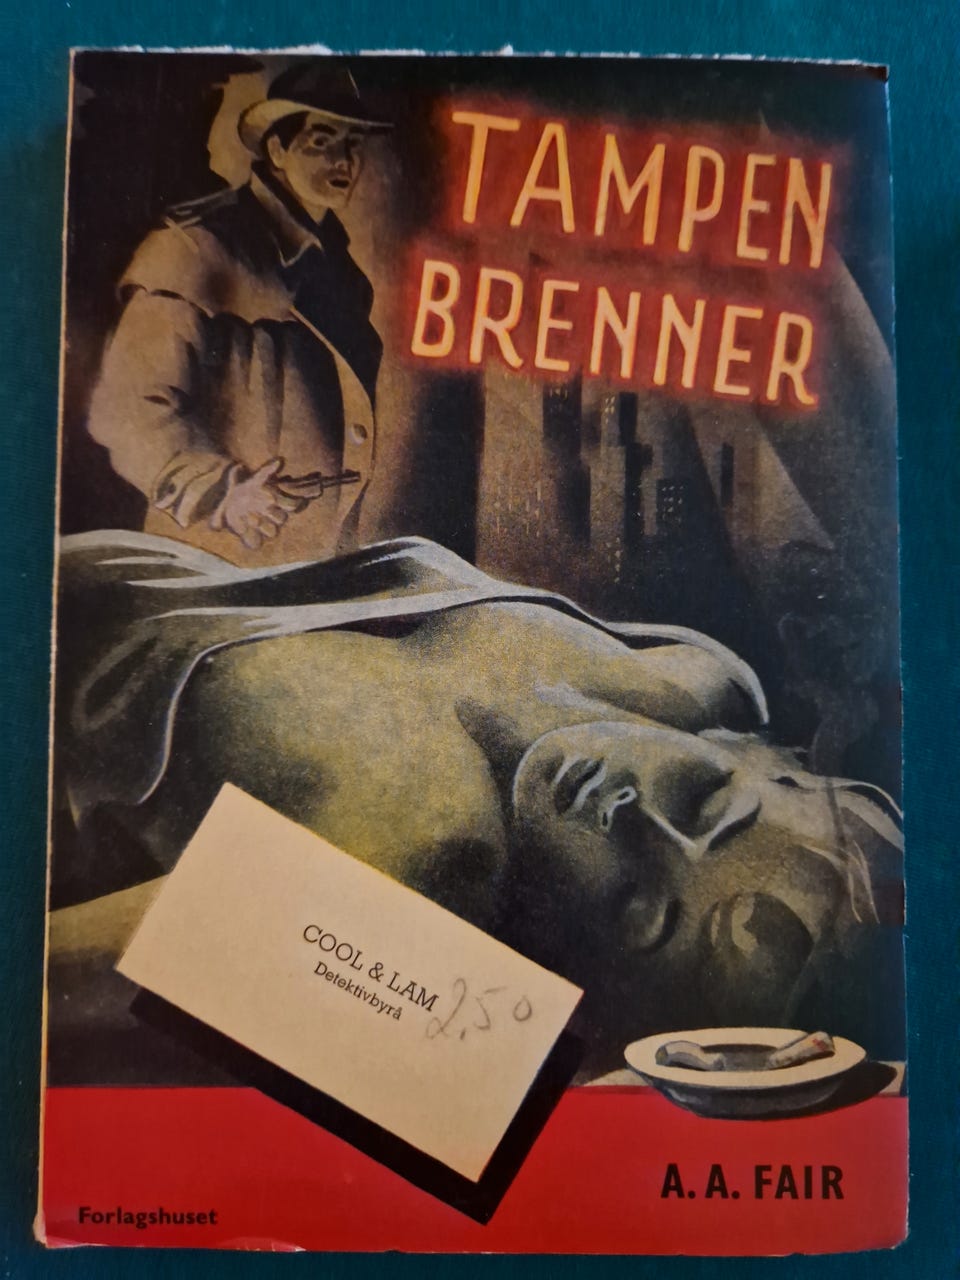 TAMPEN
BRENNER
COOL & LAM
Detektivbyrå
2,50
A. A. FAIR
Forlagshuset